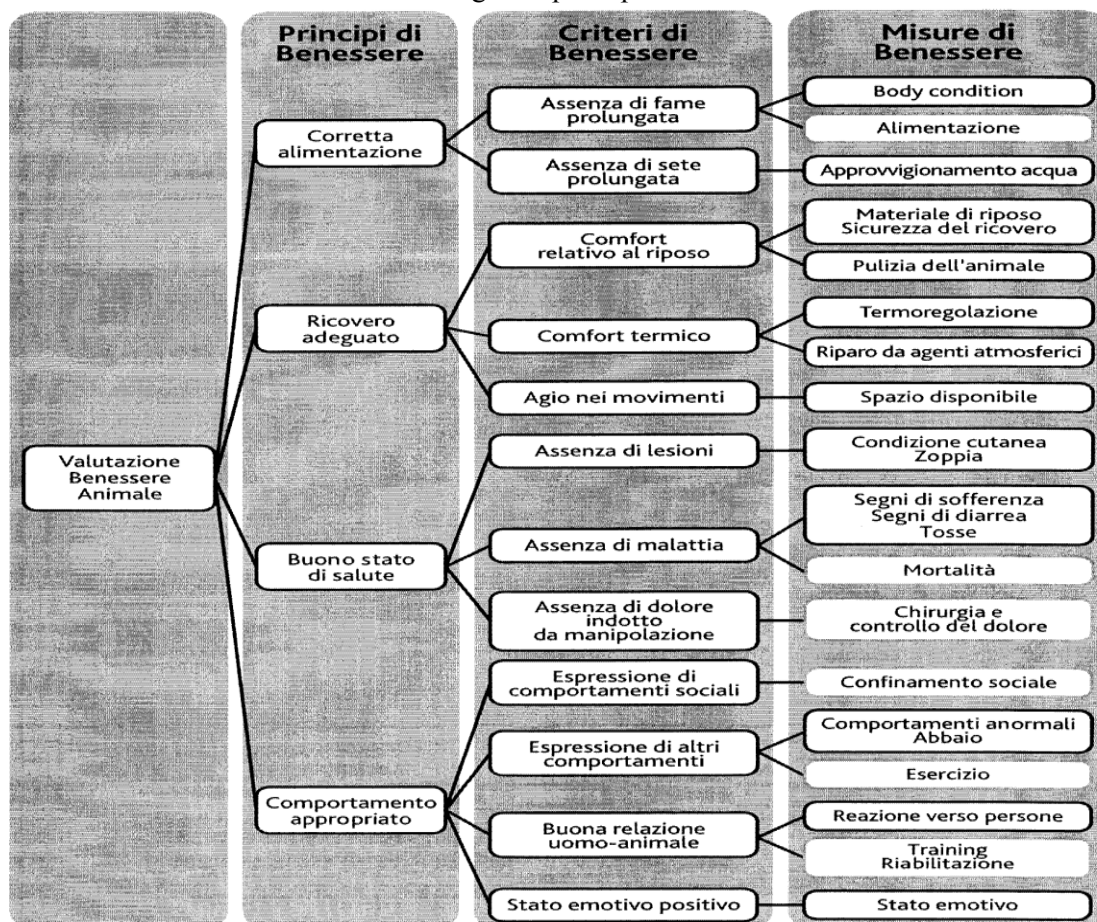 Principi di
Benessere
Criteri di
Benessere
Misure di
Benessere
Valutazione
Benessere
Animale
Corretta
alimentazione
Assenza di fame
prolungata
Body condition
Alimentazione
Assenza di sete
prolungata
Approvvigionamento acqua
Ricovero
adeguato
Comfort
relativo al riposo
Materiale di riposo
Sicurezza del ricovero
Pulizia dell'animale
Comfort termico
Termoregolazione
Riparo da agenti atmosferici
Agio nei movimenti
Spazio disponibile
Buono stato
di salute
Assenza di lesioni
Condizione cutanea
Zoppia
Assenza di malattia
Segni di sofferenza
Segni di diarrea
Tosse
Mortalità
Assenza di dolore
indotto
da manipolazione
Chirurgia e
controllo del dolore
Comportamento
appropriato
Espressione di
comportamenti sociali
Confinamento sociale
Espressione di altri
comportamenti
Comportamenti anormali
Abbaio
Esercizio
Buona relazione
uomo-animale
Reazione verso persone
Training
Riabilitazione
Stato emotivo positivo
Stato emotivo